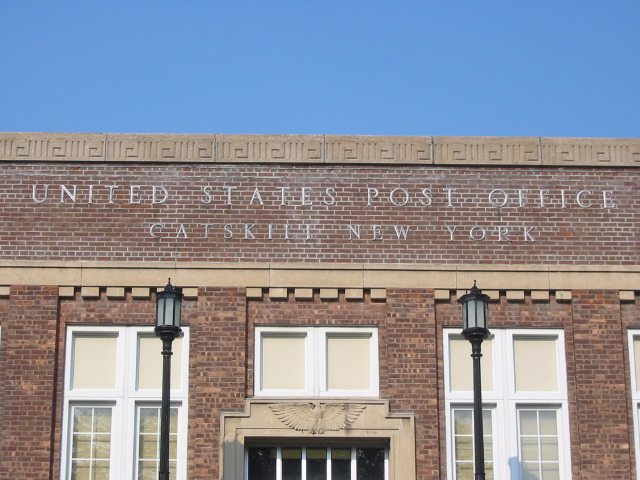 UNITED STATES POST OFFICE
CATSKILL NEW YORK